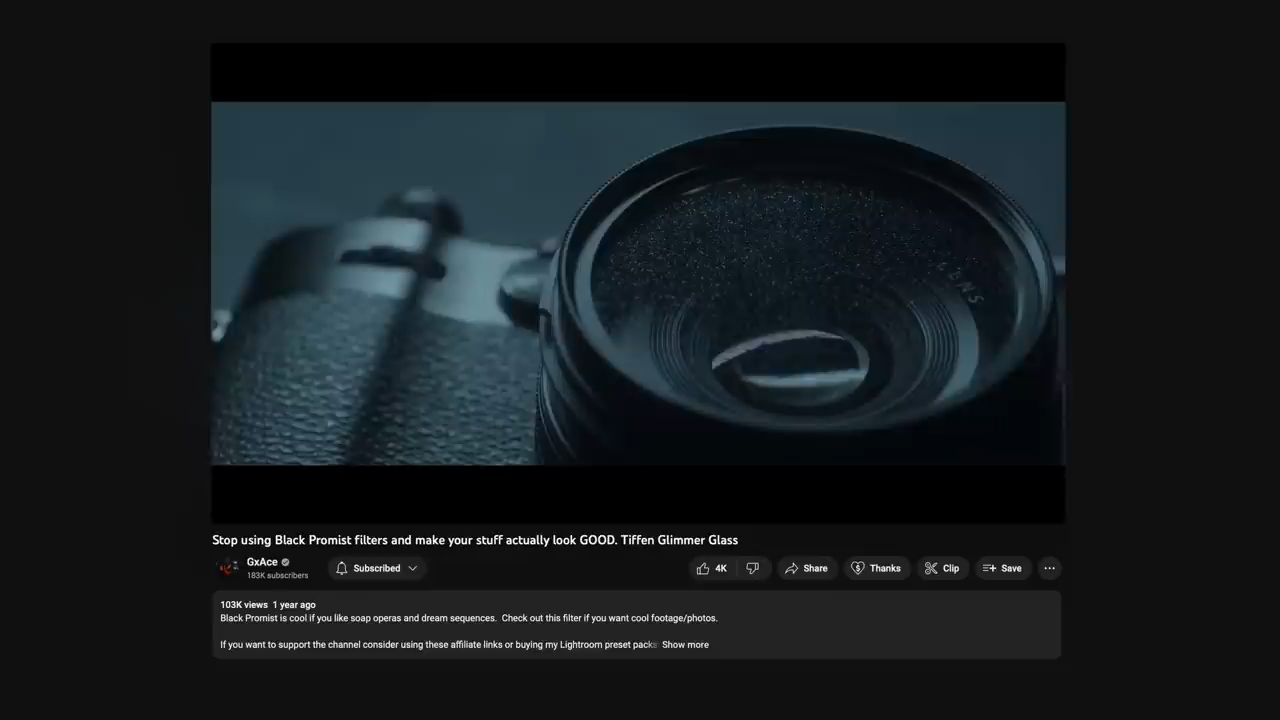 ENS
Stop using Black Promist filters and make your stuff actually look GOOD. Tiffen Glimmer Glass
GxAce
183K subscribers
Subscribed
4K
Share
Thanks
Clip
Save
103K views 1 year ago
Black Promist is cool if you like soap operas and dream sequences. Check out this filter if you want cool footage/photos.
If you want to support the channel consider using these affiliate links or buying my Lightroom preset packs Show more